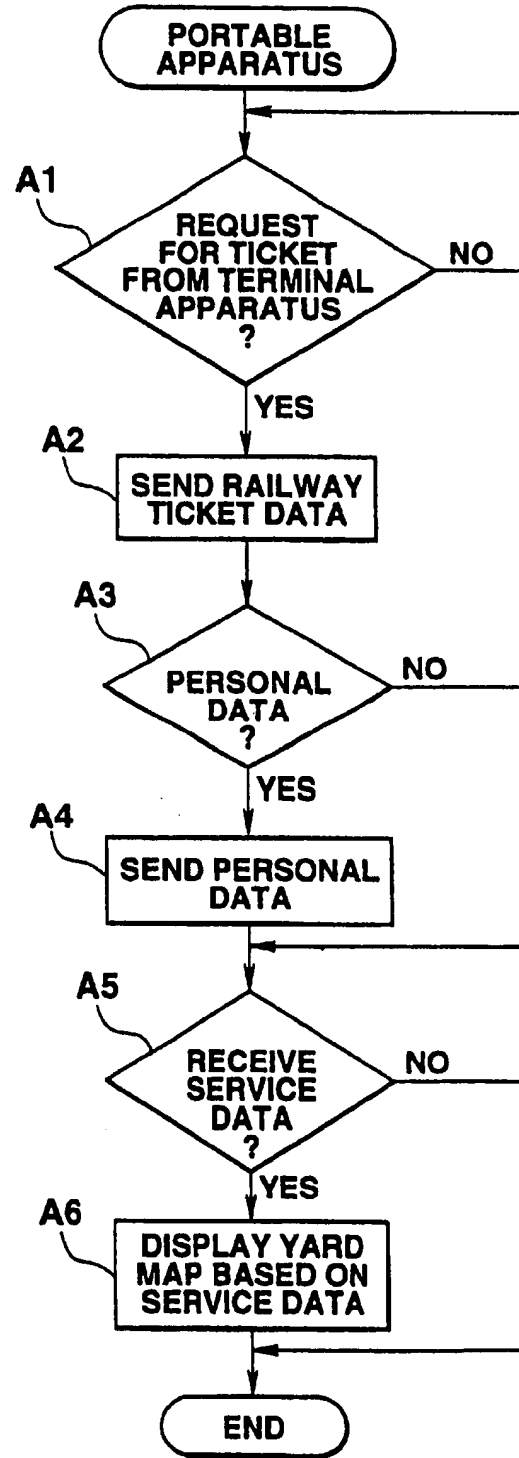 PORTABLE
APPARATUS
A1
REQUEST
FOR TICKET
FROM TERMINAL
APPARATUS
?
NO
YES
A2
SEND RAILWAY
TICKET DATA
A3
PERSONAL
DATA
?
NO
YES
A4
SEND PERSONAL
DATA
A5
RECEIVE
SERVICE
DATA
?
NO
YES
A6
DISPLAY YARD
MAP BASED ON
SERVICE DATA
END